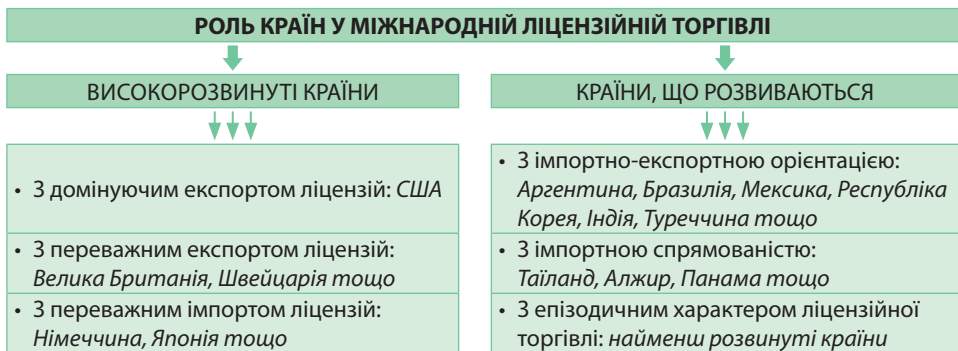 РОЛЬ КРАЇН У МІЖНАРОДНІЙ ЛІЦЕНЗІЙНІЙ ТОРГІВЛІ
ВИСОКОРОЗВИНУТІ КРАЇНИ
• З домінуючим експортом ліцензій: США
• З переважним експортом ліцензій:
Велика Британія, Швейцарія тощо
• З переважним імпортом ліцензій:
Німеччина, Японія тощо
КРАЇНИ, ЩО РОЗВИВАЮТЬСЯ
• З імпортно-експортною орієнтацією:
Аргентина, Бразилія, Мексика, Республіка
Корея, Індія, Туреччина тощо
• З імпортною спрямованістю:
Таїланд, Алжир, Панама тощо
• З епізодичним характером ліцензійної
торгівлі: найменш розвинуті країни